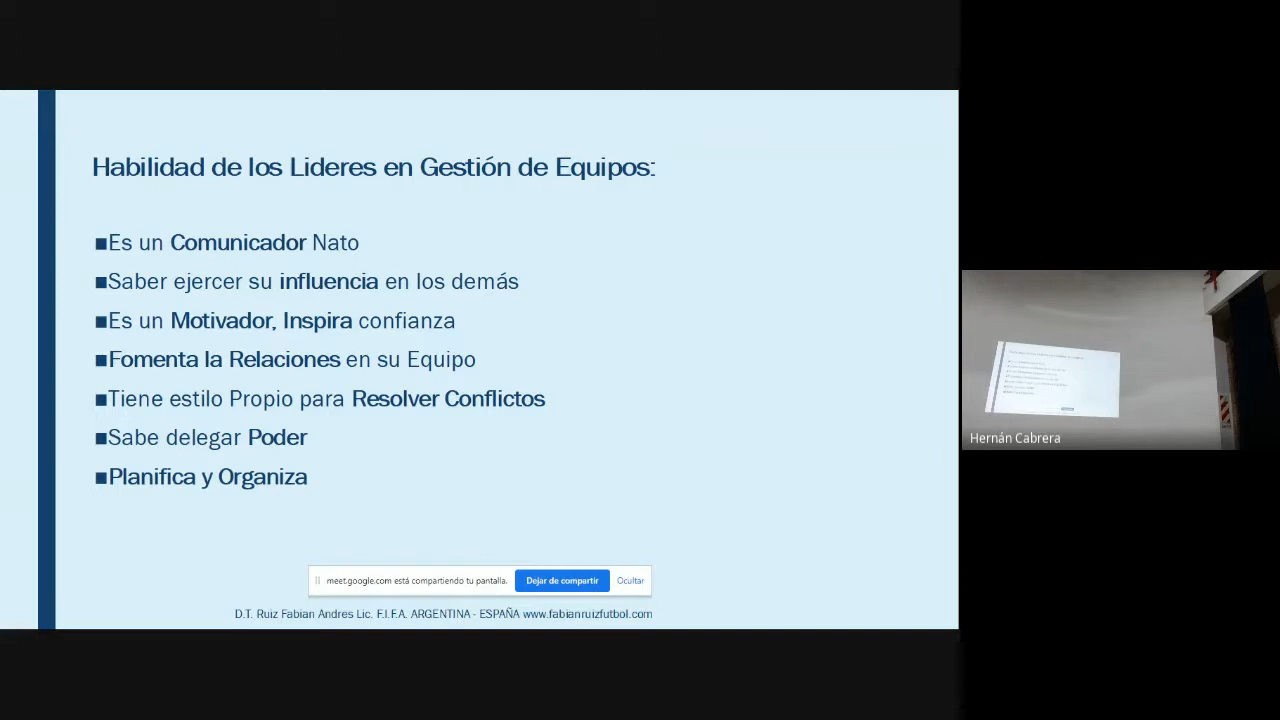 Habilidad de los Lideres en Gestión de Equipos:
■Es un Comunicador Nato
■Saber ejercer su influencia en los demás
■Es un Motivador, Inspira confianza
■Fomenta la Relaciones en su Equipo
■Tiene estilo Propio para Resolver Conflictos
■Sabe delegar Poder
■Planifica y Organiza
meet.google.com está compartiendo tu pantalla. Dejar de compartir Ocultar
D.T. Ruiz Fabian Andres Lic. F.I.F.A. ARGENTINA - ESPAÑA www.fabianruizfutbol.com
Hernán Cabrera